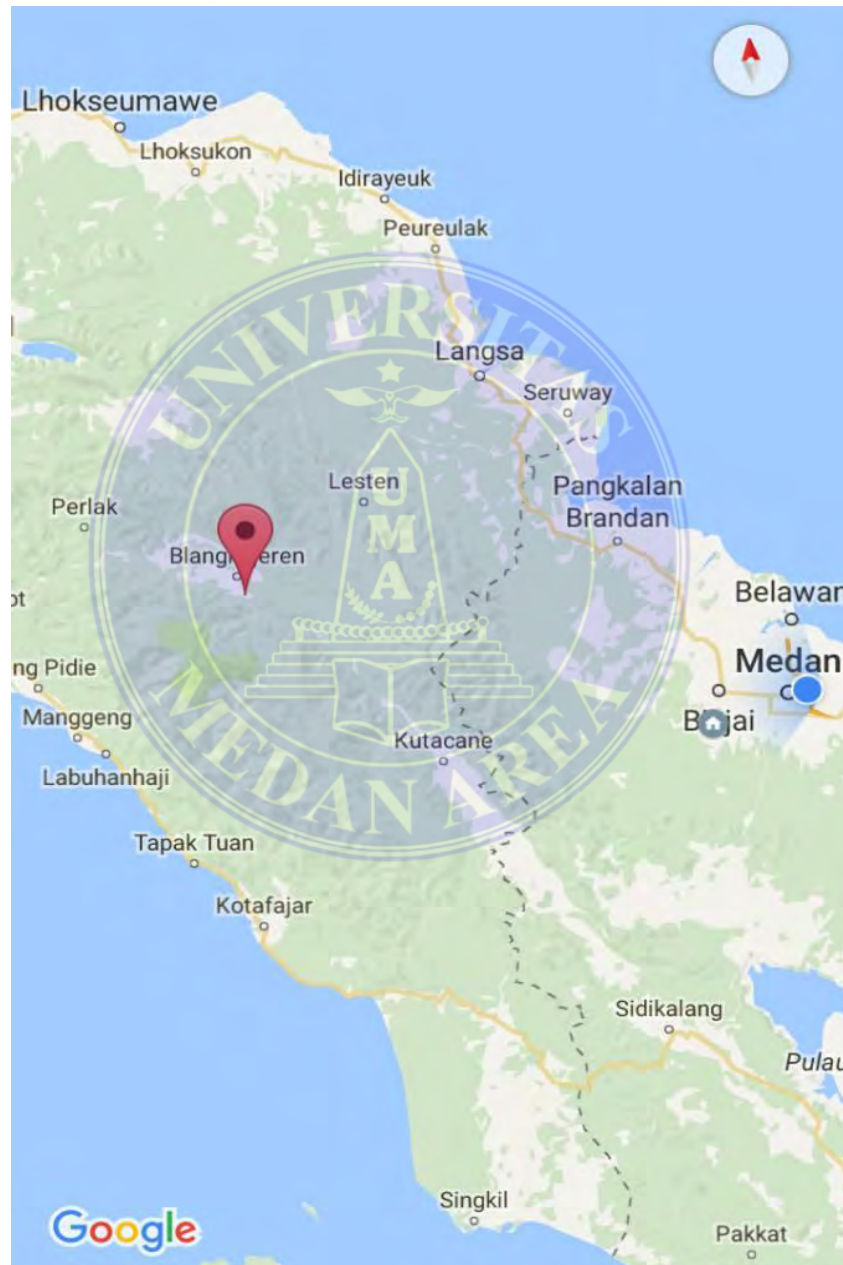 Lhokseumawe
Lhoksukon
Idirayeuk
Peureulak
UNIVERSITAS
Langsa
Seruway
Lesten
Perlak
Pangkalan
Brandan
UMA
Belawan
ng Pidie
Medan
Manggeng
Kutacane
Labuhanhaji
MEDAN AREA
Tapak Tuan
Kotafajar
Sidikalang
Pulau
Singkil
Google
Pakkat